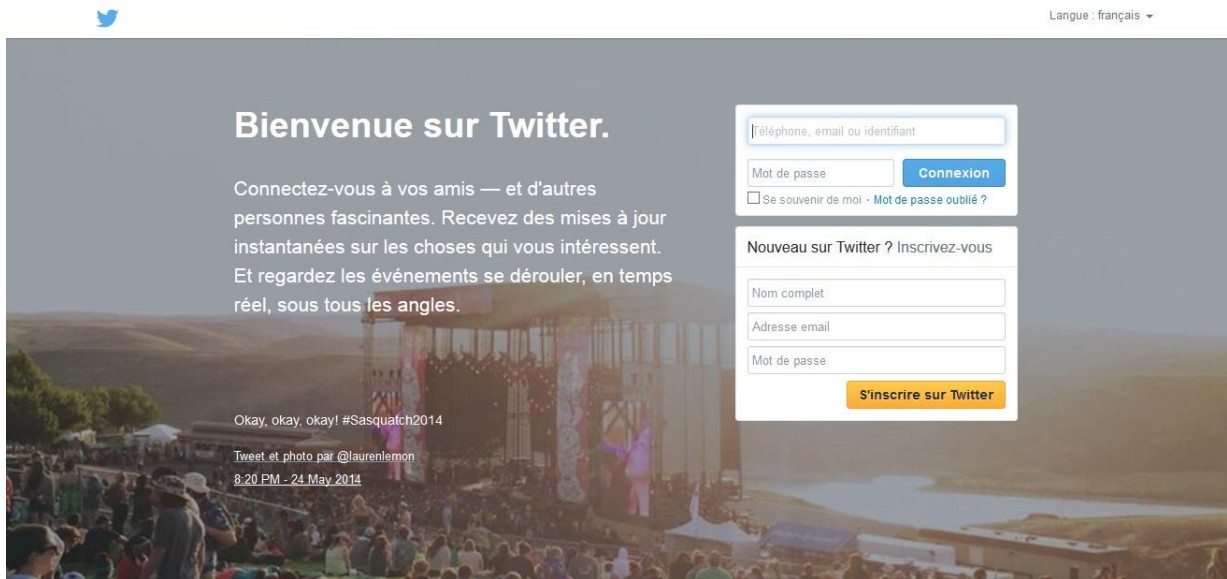 Langue : français
Bienvenue sur Twitter.
Connectez-vous à vos amis — et d'autres
personnes fascinantes. Recevez des mises à jour
instantanées sur les choses qui vous intéressent.
Et regardez les événements se dérouler, en temps
réel, sous tous les angles.
Okay, okay, okay! #Sasquatch2014
Tweet et photo par @laurenlemon
8:20 PM - 24 May 2014
Téléphone, email ou identifiant
Mot de passe
Connexion
Se souvenir de moi · Mot de passe oublié ?
Nouveau sur Twitter ? Inscrivez-vous
Nom complet
Adresse email
Mot de passe
S'inscrire sur Twitter